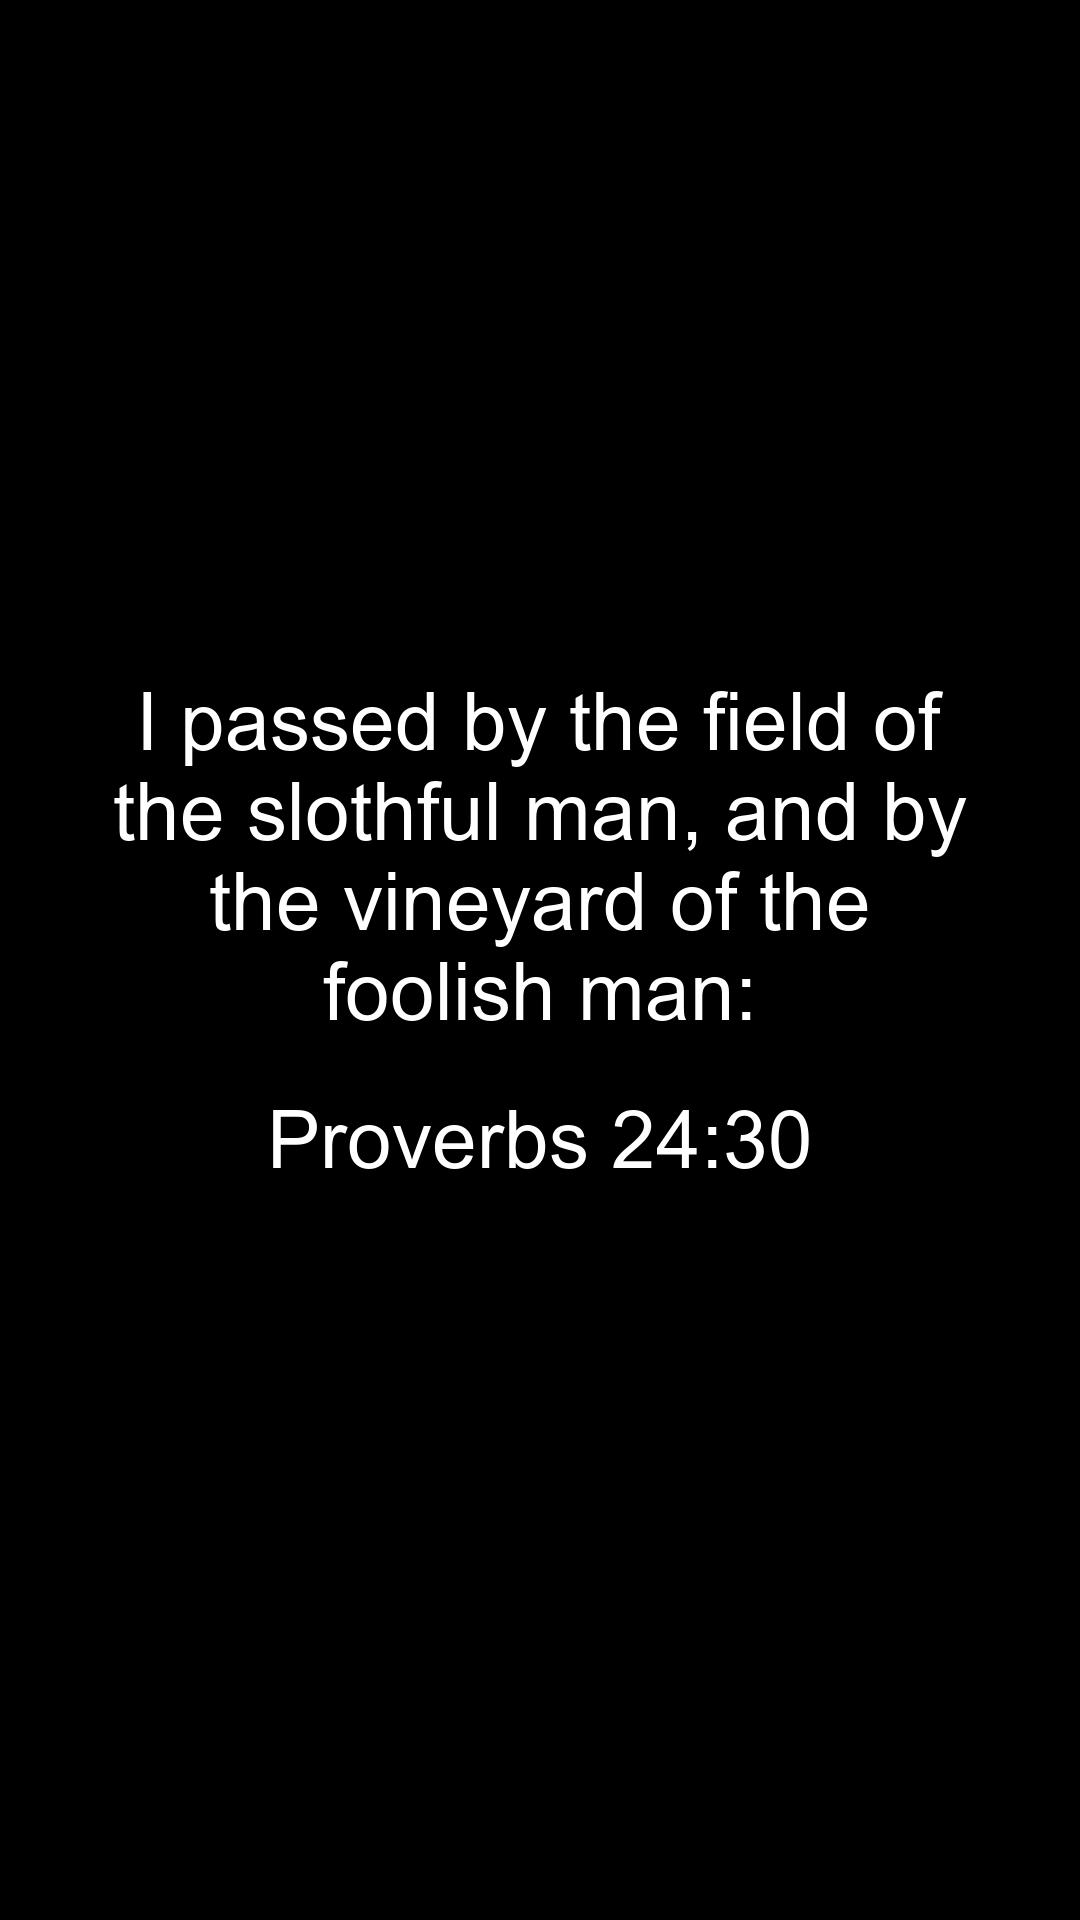 I passed by the field of
the slothful man, and by
the vineyard of the
foolish man:
Proverbs 24:30